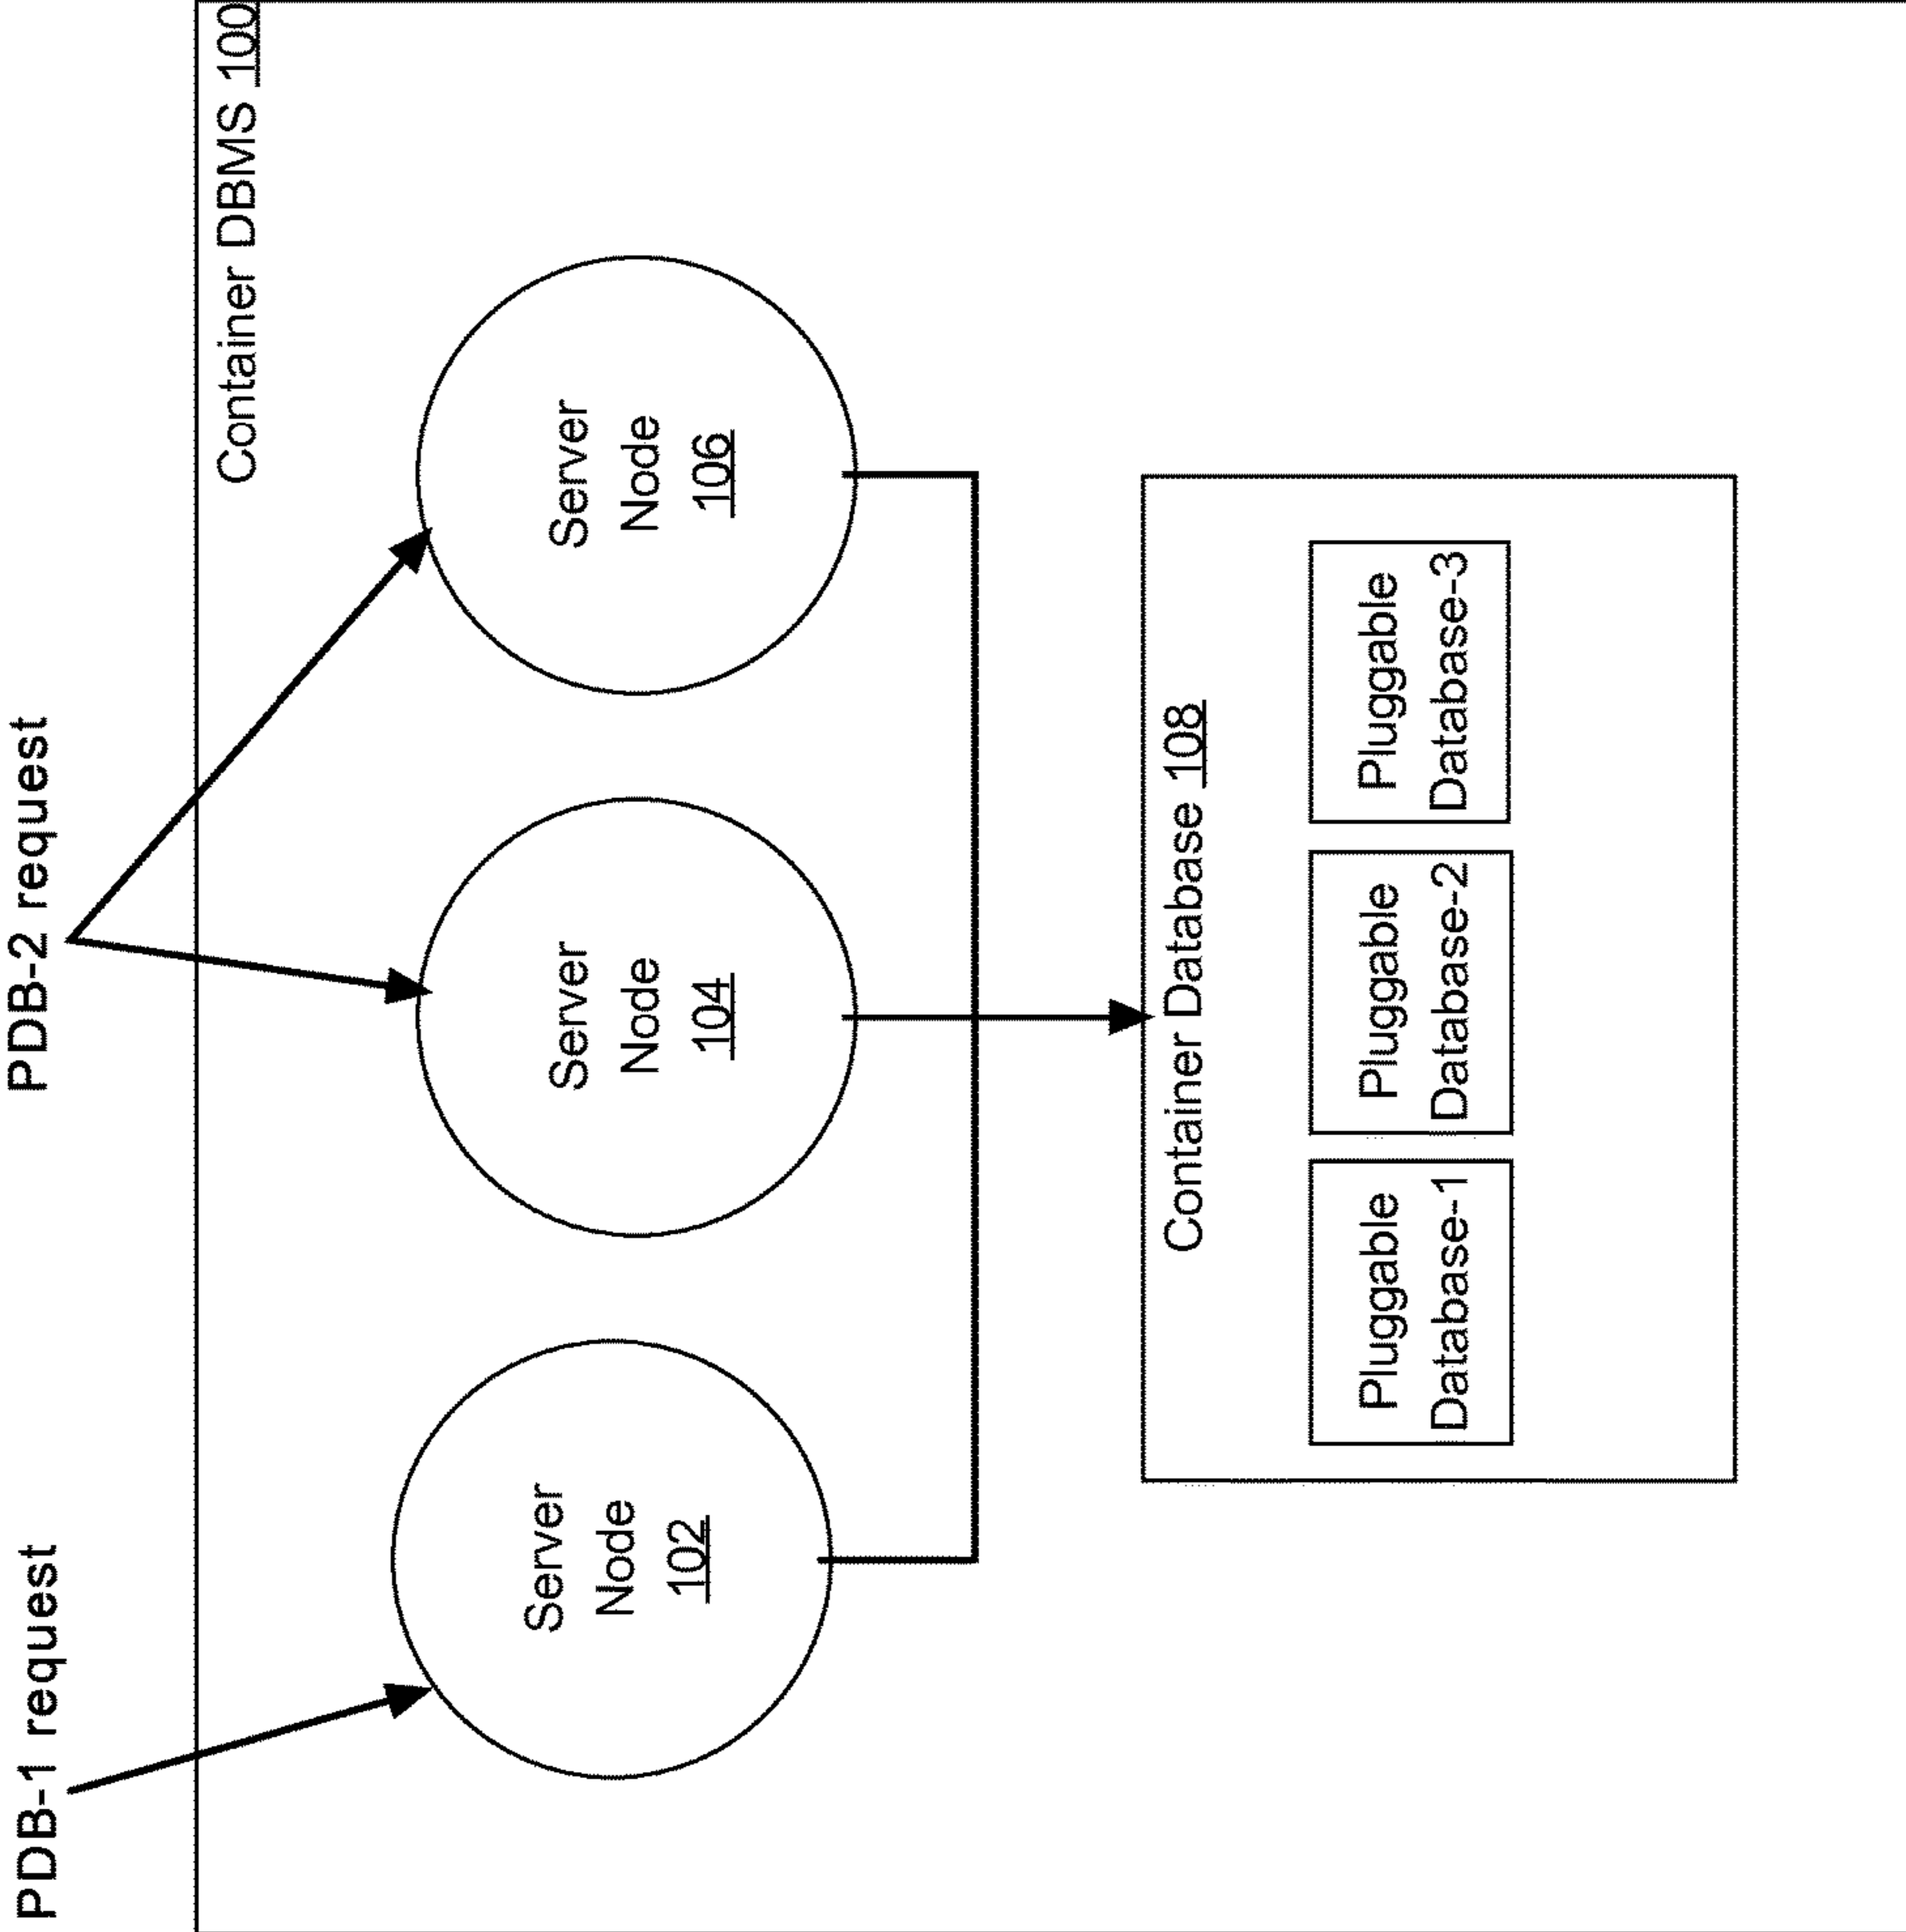 PDB-1 request
PDB-2 request
Container DBMS 100
Server
Node
102
Server
Node
104
Server
Node
106
Container Database 108
Pluggable
Database-1
Pluggable
Database-2
Pluggable
Database-3